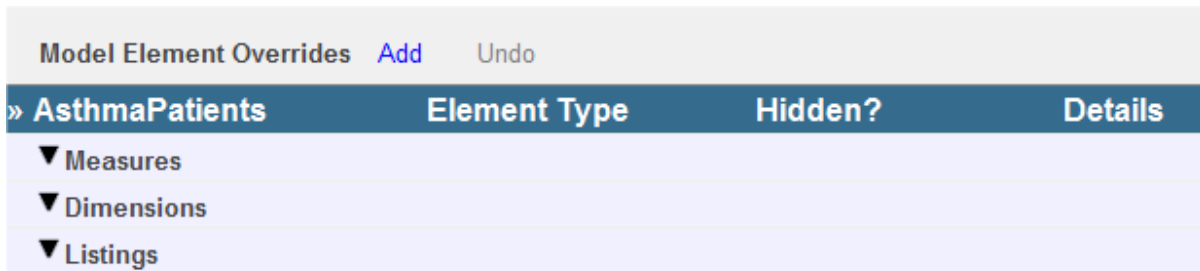 Model Element Overrides Add Undo
» AsthmaPatients Element Type Hidden? Details
▼ Measures
▼ Dimensions
▼ Listings